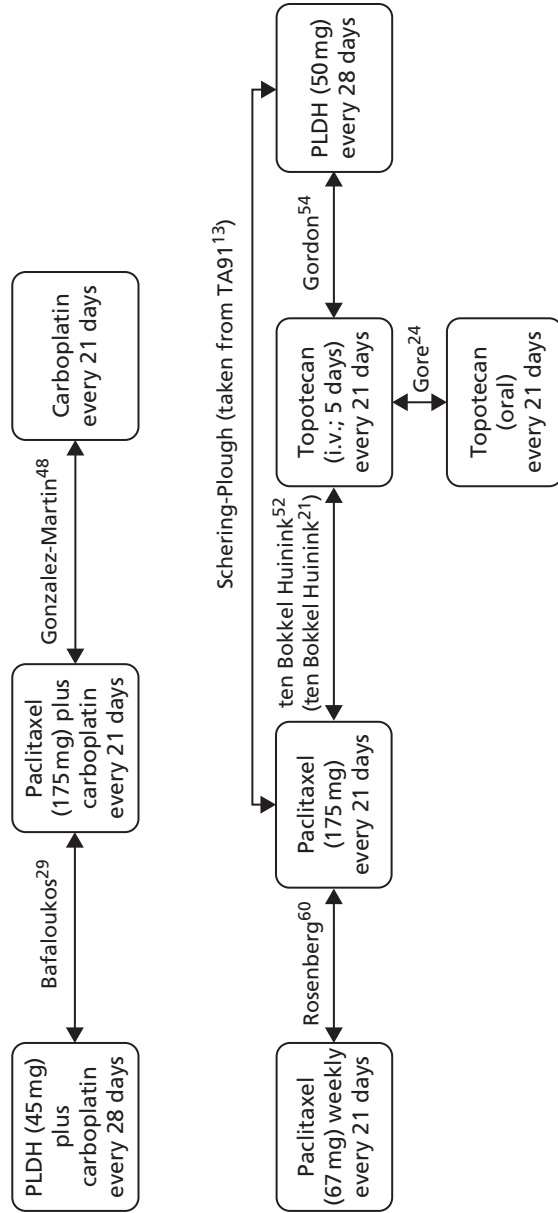 PLDH (45 mg)
plus
carboplatin
every 28 days
Bafaloukos29
Paclitaxel
(175 mg) plus
carboplatin
every 21 days
Gonzalez-Martin48
Carboplatin
every 21 days
Schering-Plough (taken from TA9113)
Paclitaxel
(67 mg) weekly
every 21 days
Rosenberg60
Paclitaxel
(175 mg)
every 21 days
ten Bokkel Huinink52
(ten Bokkel Huinink21)
Topotecan
(i.v.; 5 days)
every 21 days
Gordon54
PLDH (50 mg)
every 28 days
Gore24
Topotecan
(oral)
every 21 days